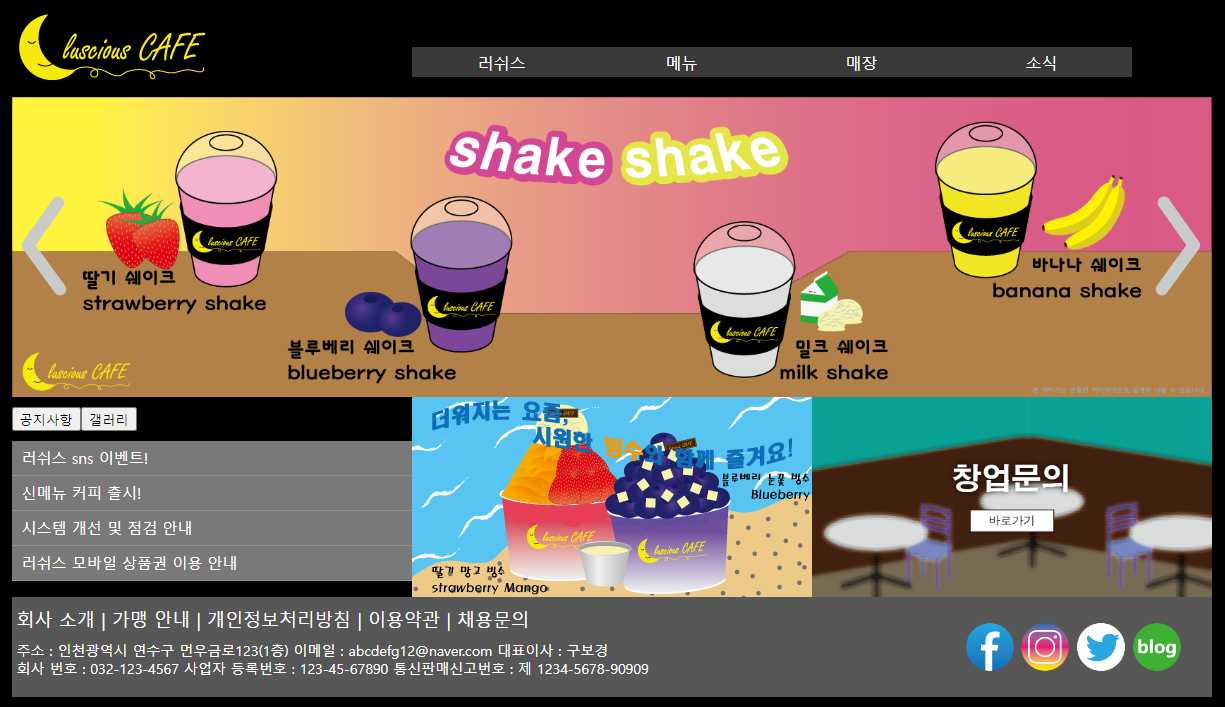 luscious CAFE
러쉬스 메뉴 매장 소식
shake shake
딸기 쉐이크
strawberry shake
luscious CAFE
블루베리 쉐이크
blueberry shake
luscious CAFE
밀크 쉐이크
milk shake
luscious CAFE
바나나 쉐이크
banana shake
luscious CAFE
luscious CAFE
공지사항 갤러리
러쉬스 sns 이벤트!
신메뉴 커피 출시!
시스템 개선 및 점검 안내
러쉬스 모바일 상품권 이용 안내
더워지는 요즘,
시원한 빙수와 함께 즐겨요!
블루베리 눈꽃 빙수
Blueberry
luscious CAFE
luscious CAFE
딸기 망고 빙수
strawberry Mango
창업문의
바로가기
회사 소개 | 가맹 안내 | 개인정보처리방침 | 이용약관 | 채용문의
주소 : 인천광역시 연수구 먼우금로123(1층) 이메일 : abcdefg12@naver.com 대표이사 : 구보경
회사 번호 : 032-123-4567 사업자 등록번호 : 123-45-67890 통신판매신고번호 : 제 1234-5678-90909
blog